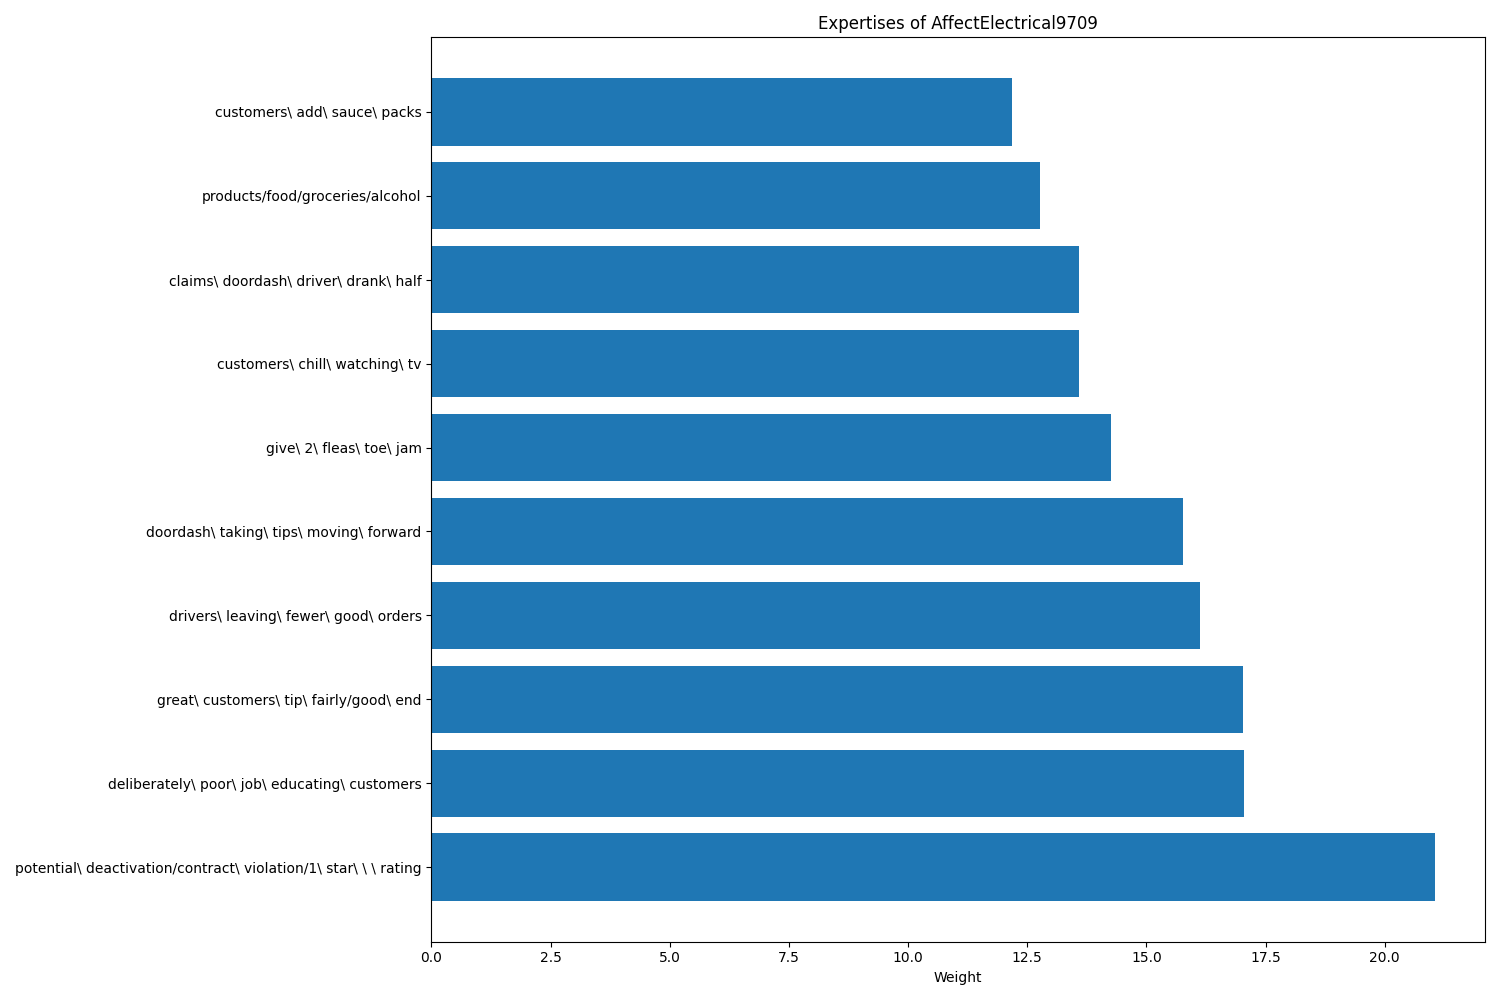 Expertises of AffectElectrical9709
customers\ add\ sauce\ packs
products/food/groceries/alcohol
claims\ doordash\ driver\ drank\ half
customers\ chill\ watching\ tv
give\ 2\ fleas\ toe\ jam
doordash\ taking\ tips\ moving\ forward
drivers\ leaving\ fewer\ good\ orders
great\ customers\ tip\ fairly/good\ end
deliberately\ poor\ job\ educating\ customers
potential\ deactivation/contract\ violation/1\ star\ \ \ rating
0.0 2.5 5.0 7.5 10.0 12.5 15.0 17.5 20.0
Weight